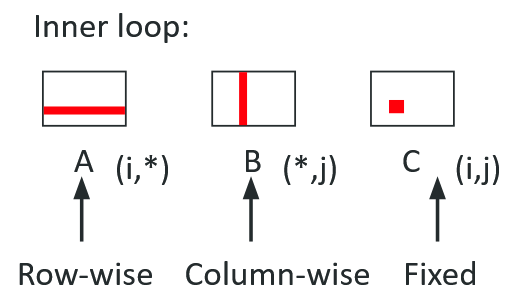 Inner loop:
A (i,*) B (*,j) C (i,j)
Row-wise Column-wise Fixed